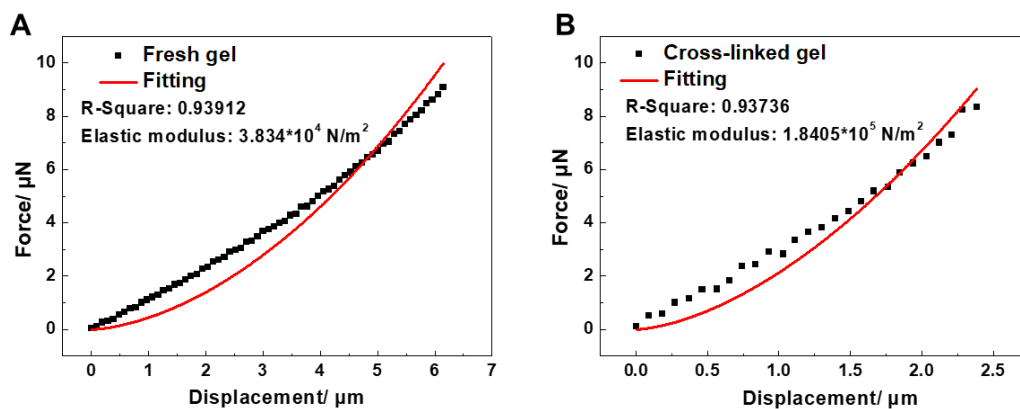 A
Fresh gel
Fitting
R-Square: 0.93912
Elastic modulus: 3.834*10⁴ N/m²
Force/ μN
10
8
6
4
2
0
0 1 2 3 4 5 6 7
Displacement/ μm
B
Cross-linked gel
Fitting
R-Square: 0.93736
Elastic modulus: 1.8405*10⁵ N/m²
Force/ μN
10
8
6
4
2
0
0.0 0.5 1.0 1.5 2.0 2.5
Displacement/ μm